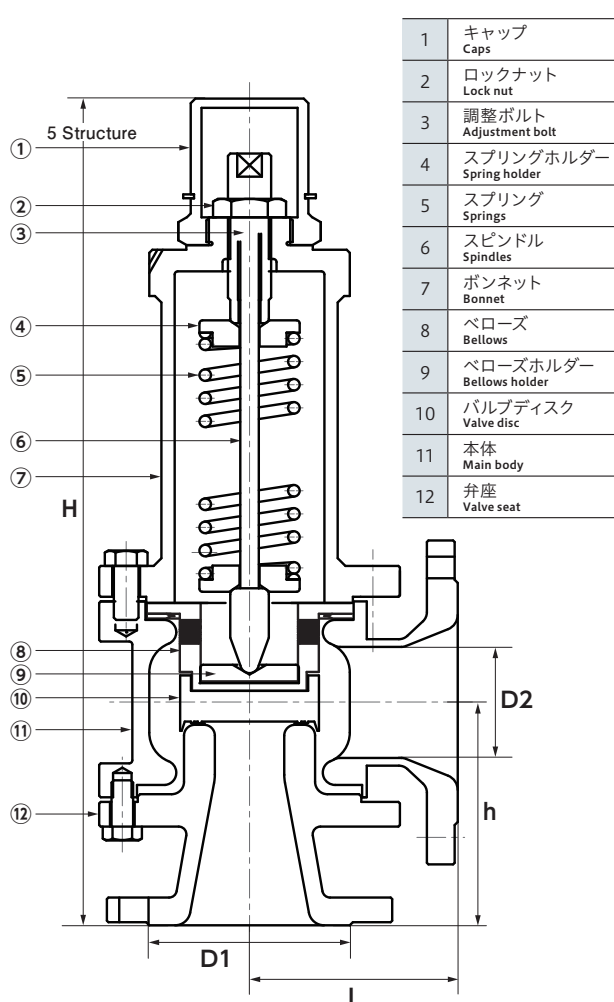 1 キャップ
Caps
2 ロックナット
Lock nut
3 調整ボルト
Adjustment bolt
4 スプリングホルダー
Spring holder
5 スプリング
Springs
6 スピンドル
Spindles
7 ボンネット
Bonnet
8 ベローズ
Bellows
9 ベローズホルダー
Bellows holder
10 バルブディスク
Valve disc
11 本体
Main body
12 弁座
Valve seat
5 Structure
①
②
③
④
⑤
⑥
⑦
H
⑧
⑨
⑩
D2
⑪
h
⑫
D1
L